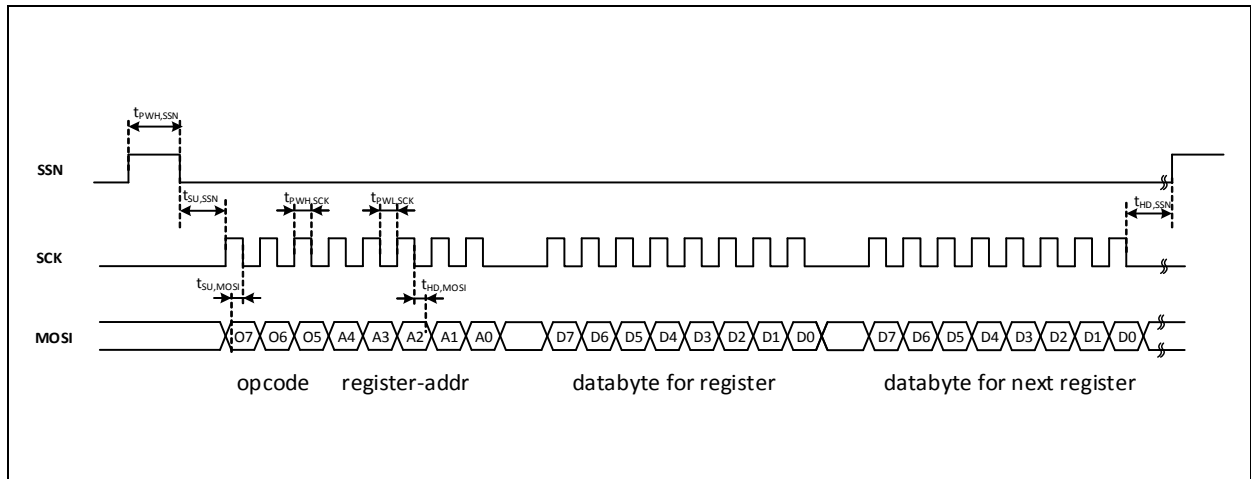 tPWH,SSN
SSN
tSU,SSN
tPWH,SCK
tPWL,SCK
tHD,SSN
SCK
tSU,MOSI
tHD,MOSI
MOSI
O7 O6 O5 A4 A3 A2 A1 A0 D7 D6 D5 D4 D3 D2 D1 D0 D7 D6 D5 D4 D3 D2 D1 D0
opcode register-addr databyte for register databyte for next register